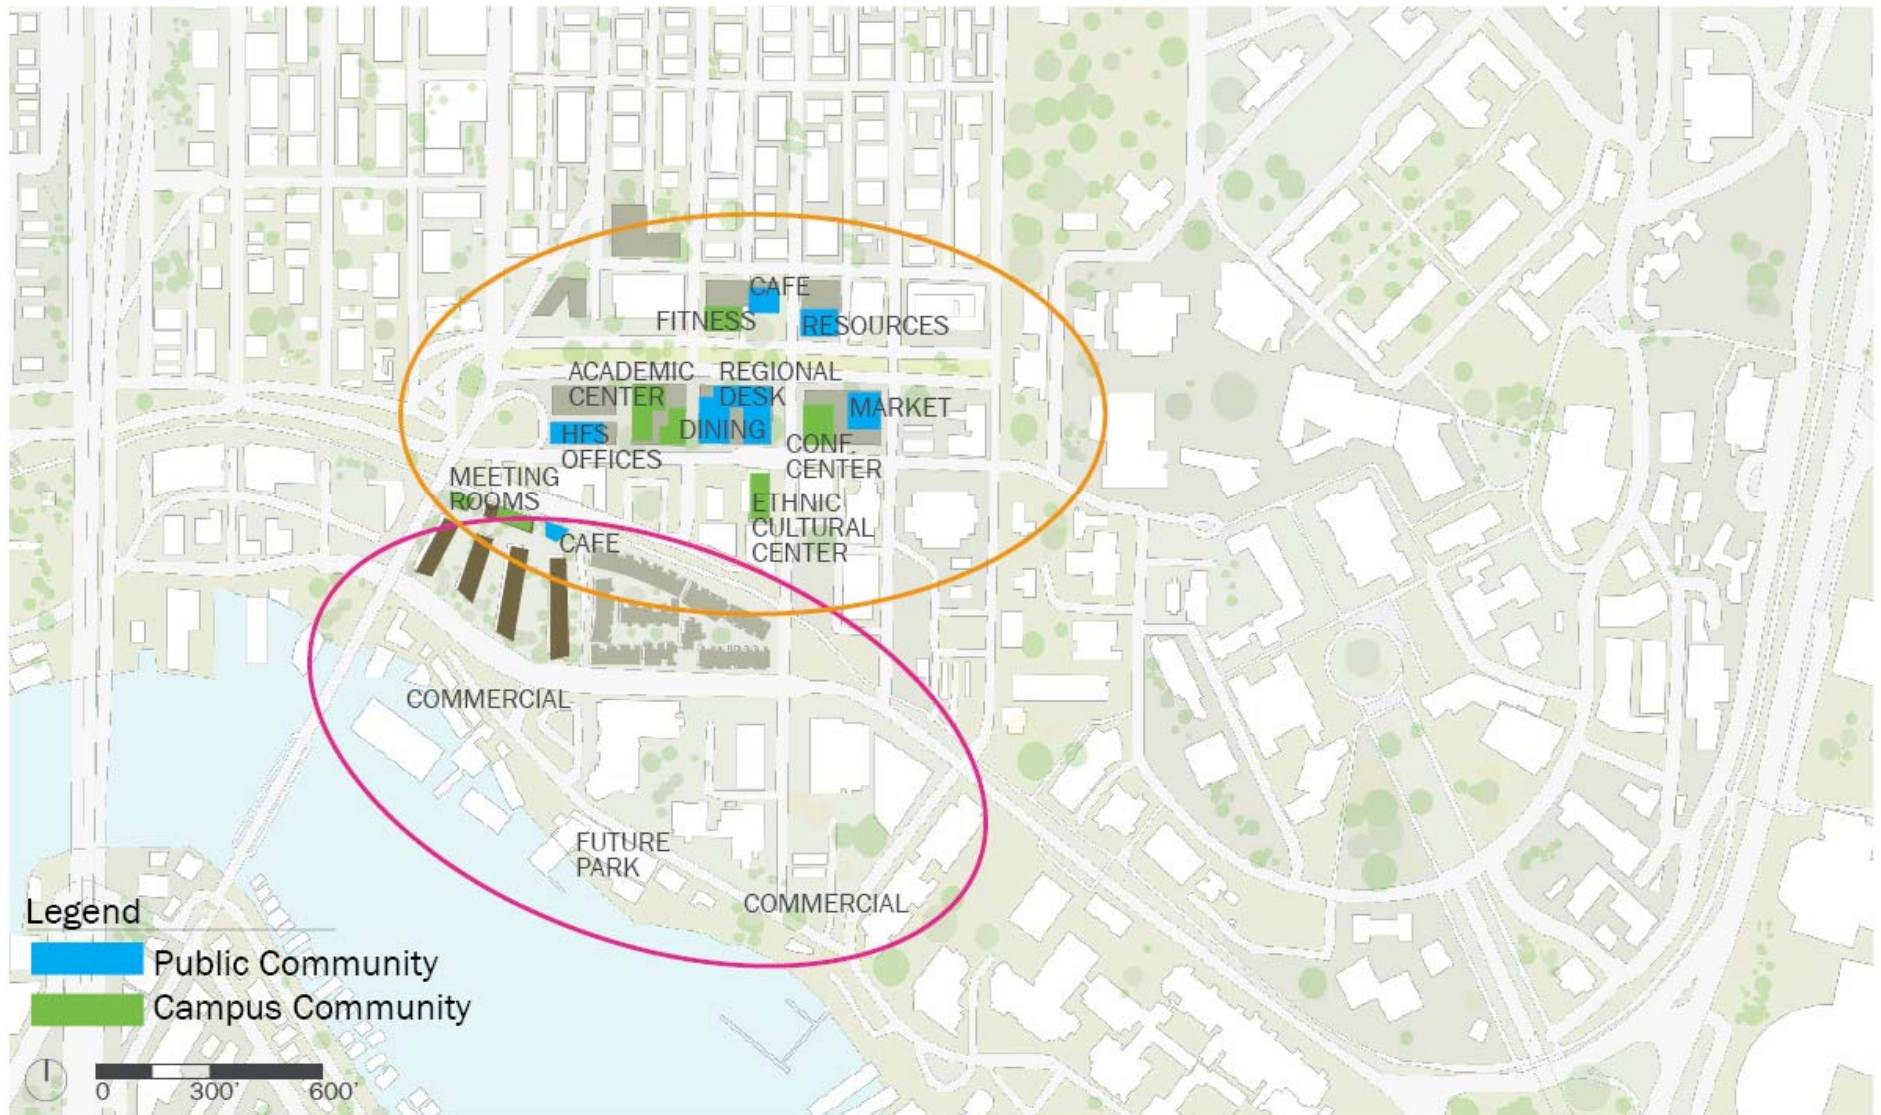 CAFE
FITNESS
RESOURCES
ACADEMIC
CENTER
REGIONAL
DESK
MARKET
DINING
HFS
OFFICES
CONF.
CENTER
MEETING
ROOMS
ETHNIC
CULTURAL
CENTER
CAFE
COMMERCIAL
FUTURE
PARK
COMMERCIAL
Legend
Public Community
Campus Community
0 300' 600'